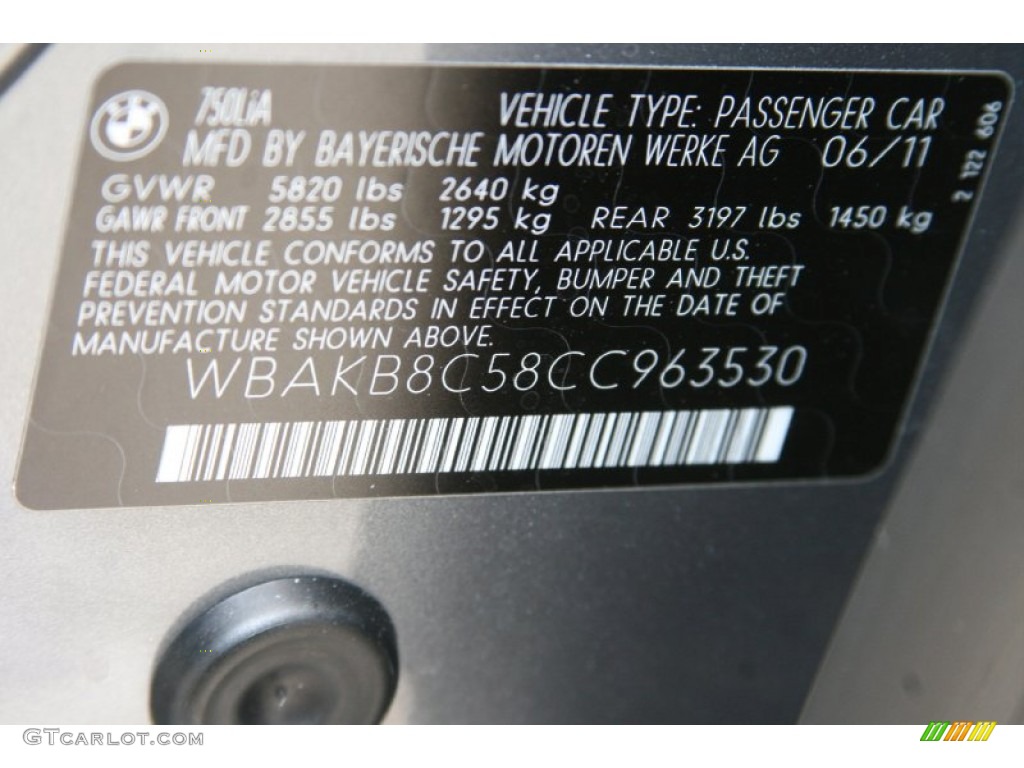 750LiA VEHICLE TYPE: PASSENGER CAR
MFD BY BAYERISCHE MOTOREN WERKE AG 06/11
GVWR 5820 lbs 2640 kg
GAWR FRONT 2855 lbs 1295 kg REAR 3197 lbs 1450 kg
THIS VEHICLE CONFORMS TO ALL APPLICABLE U.S.
FEDERAL MOTOR VEHICLE SAFETY, BUMPER AND THEFT
PREVENTION STANDARDS IN EFFECT ON THE DATE OF
MANUFACTURE SHOWN ABOVE.
WBAKB8C58CC963530
2 122 606
GTCARLOT.COM